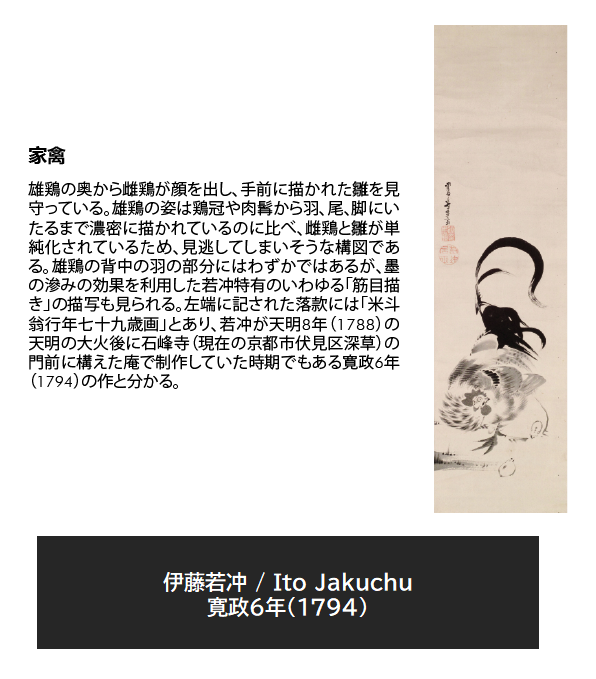 家禽
雄鶏の奥から雌鶏が顔を出し、手前に描かれた雛を見
守っている。雄鶏の姿は鶏冠や肉髯から羽、尾、脚にい
たるまで濃密に描かれているのに比べ、雌鶏と雛が単
純化されているため、見逃してしまいそうな構図であ
る。雄鶏の背中の羽の部分にはわずかではあるが、墨
の滲みの効果を利用した若冲特有のいわゆる「筋目描
き」の描写も見られる。左端に記された落款には「米斗
翁行年七十九歳画」とあり、若冲が天明8年（1788）の
天明の大火後に石峰寺（現在の京都市伏見区深草）の
門前に構えた庵で制作していた時期でもある寛政6年
（1794）の作と分かる。
伊藤若冲 / Ito Jakuchu
寛政6年（1794）